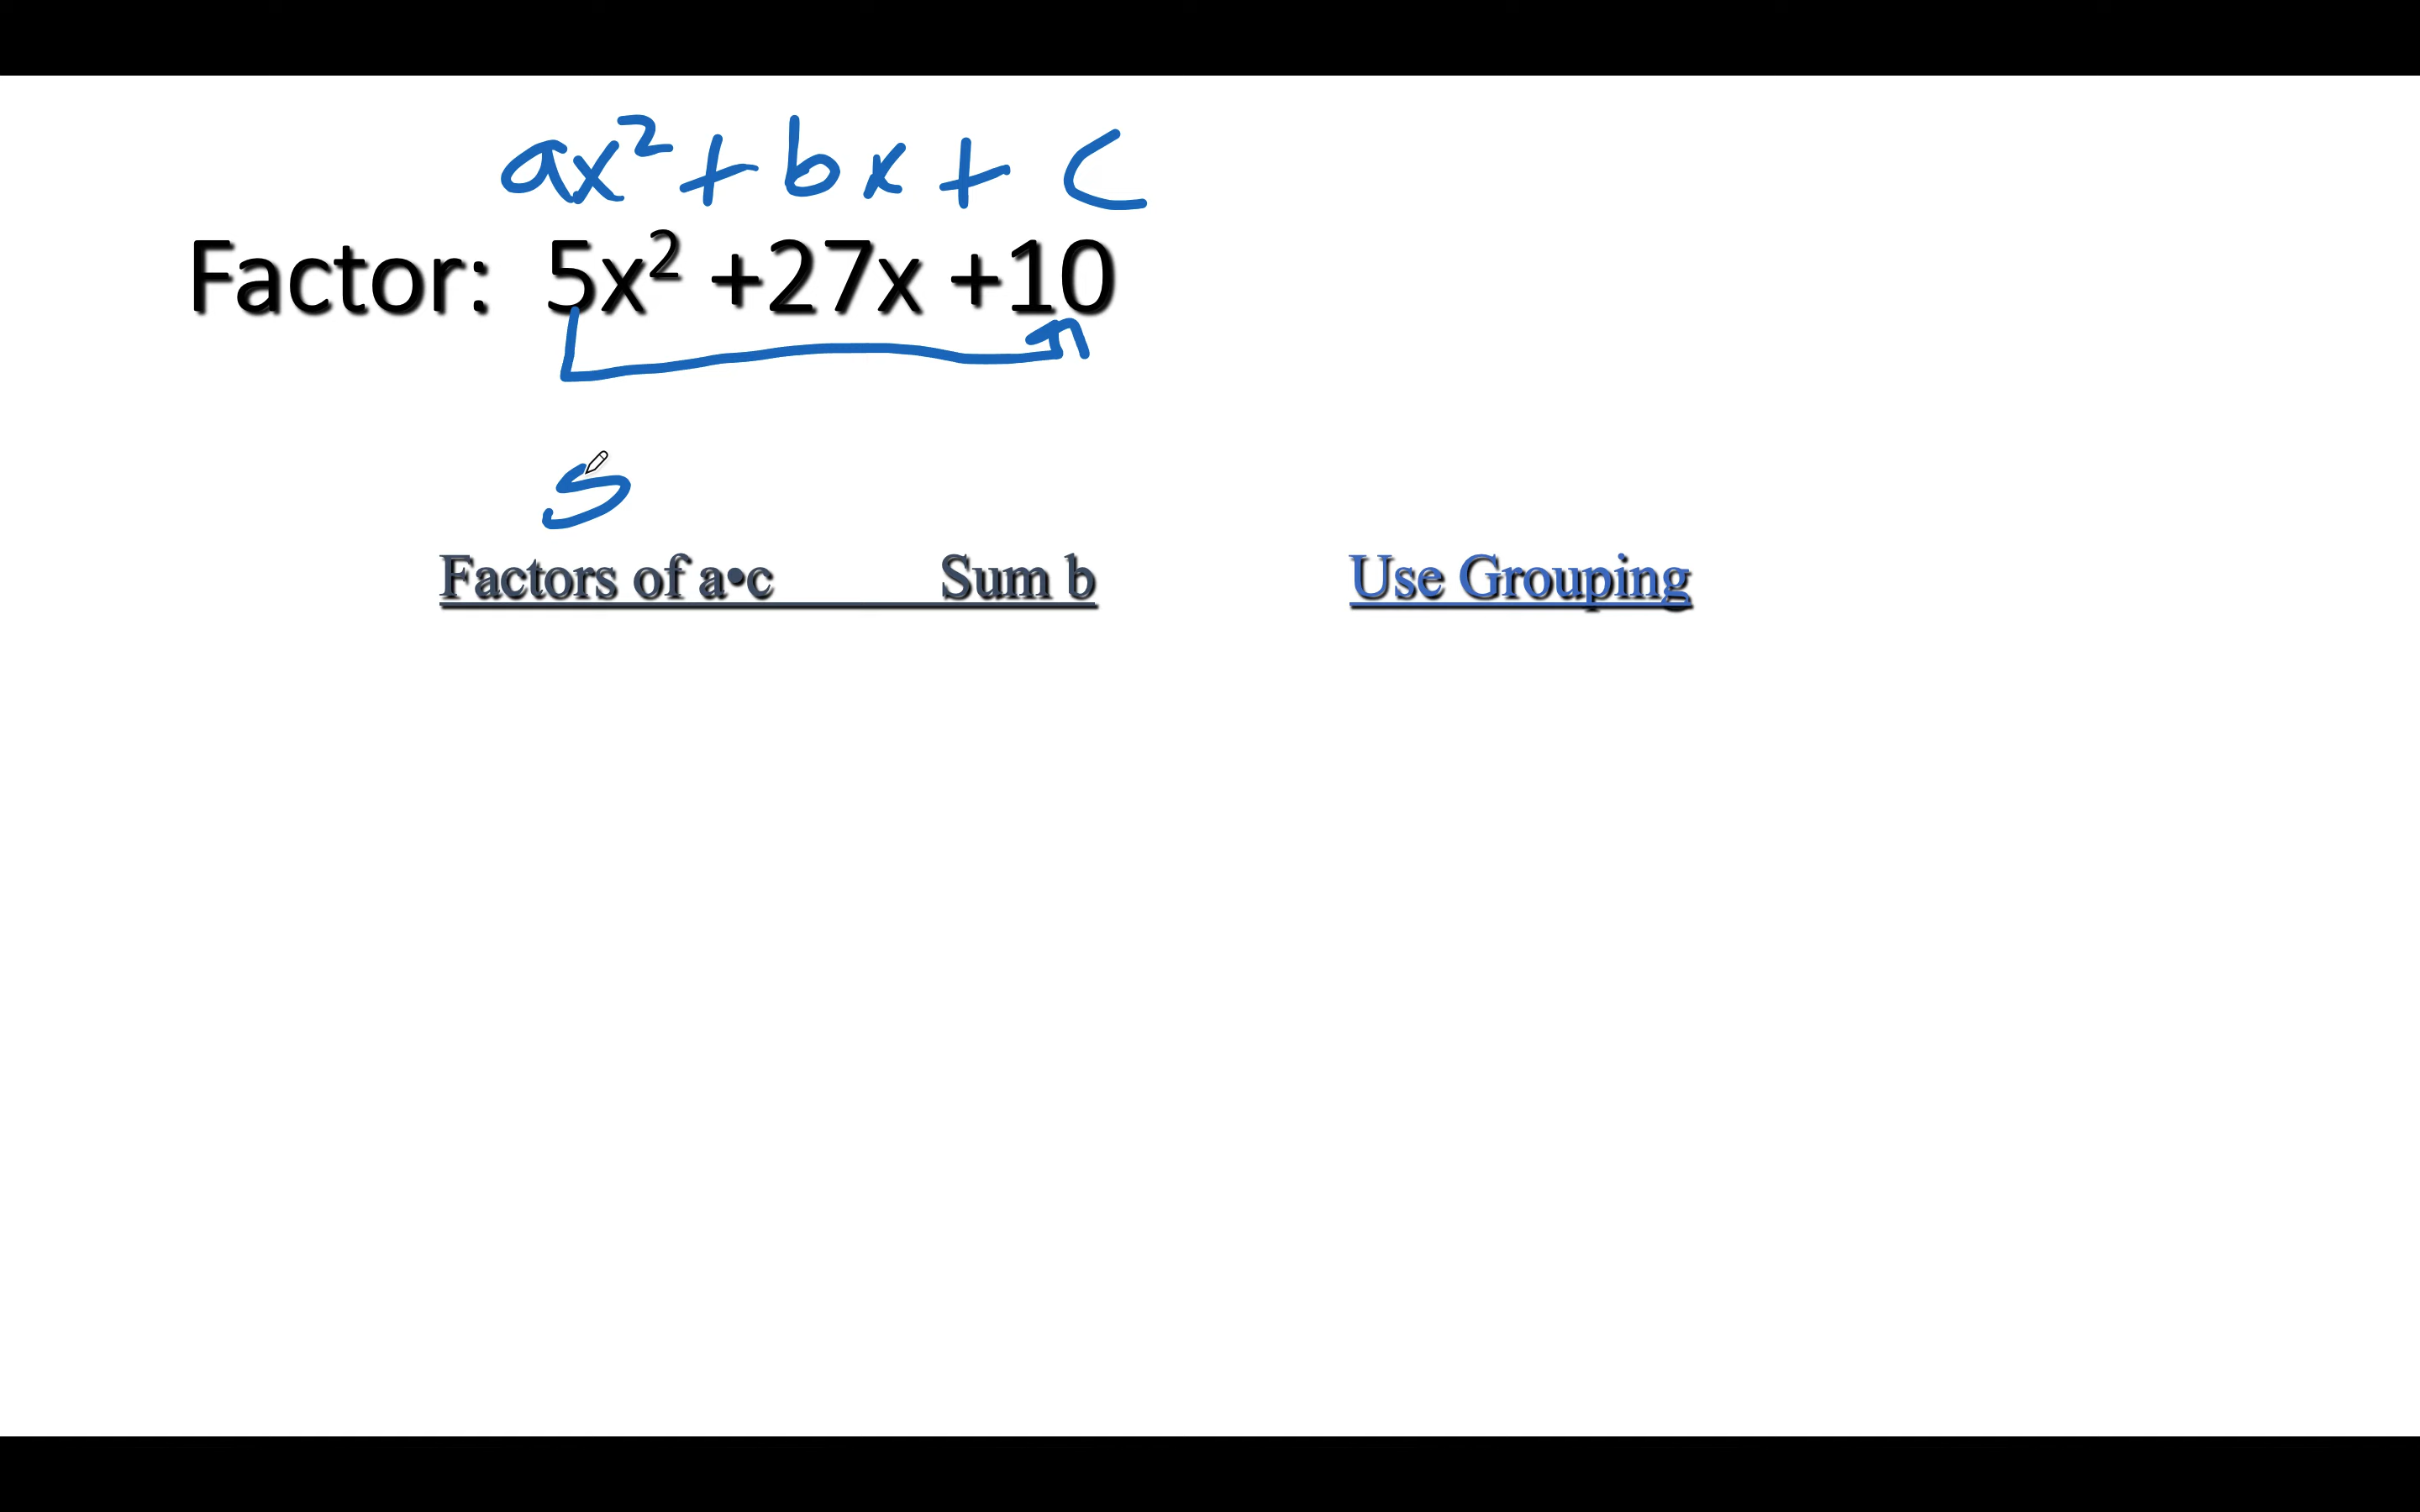 ax² + bx + c
Factor: 5x² +27x +10
5
Factors of a•c Sum b Use Grouping